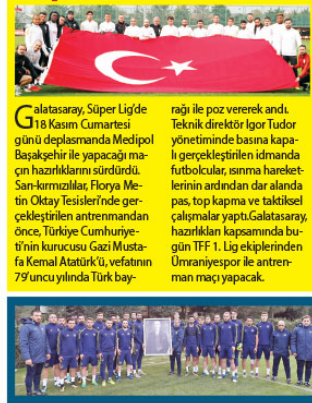 Galatasaray, Süper Lig'de
18 Kasım Cumartesi
günü deplasmanda Medipol
Başakşehir ile yapacağı ma-
çın hazırlıklarını sürdürdü.
Sarı-kırmızılılar, Florya Me-
tin Oktay Tesisleri'nde ger-
çekleştirilen antrenmandan
önce, Türkiye Cumhuriye-
ti'nin kurucusu Gazi Musta-
fa Kemal Atatürk'ü, vefatının
79'uncu yılında Türk bay-
rağı ile poz vererek andı.
Teknik direktör Igor Tudor
yönetiminde basına kapa-
lı gerçekleştirilen idmanda
futbolcular, ısınma hareket-
lerinin ardından dar alanda
pas, top kapma ve taktiksel
çalışmalar yaptı.Galatasaray,
hazırlıkları kapsamında bu-
gün TFF 1. Lig ekiplerinden
Ümraniyespor ile antren-
man maçı yapacak.